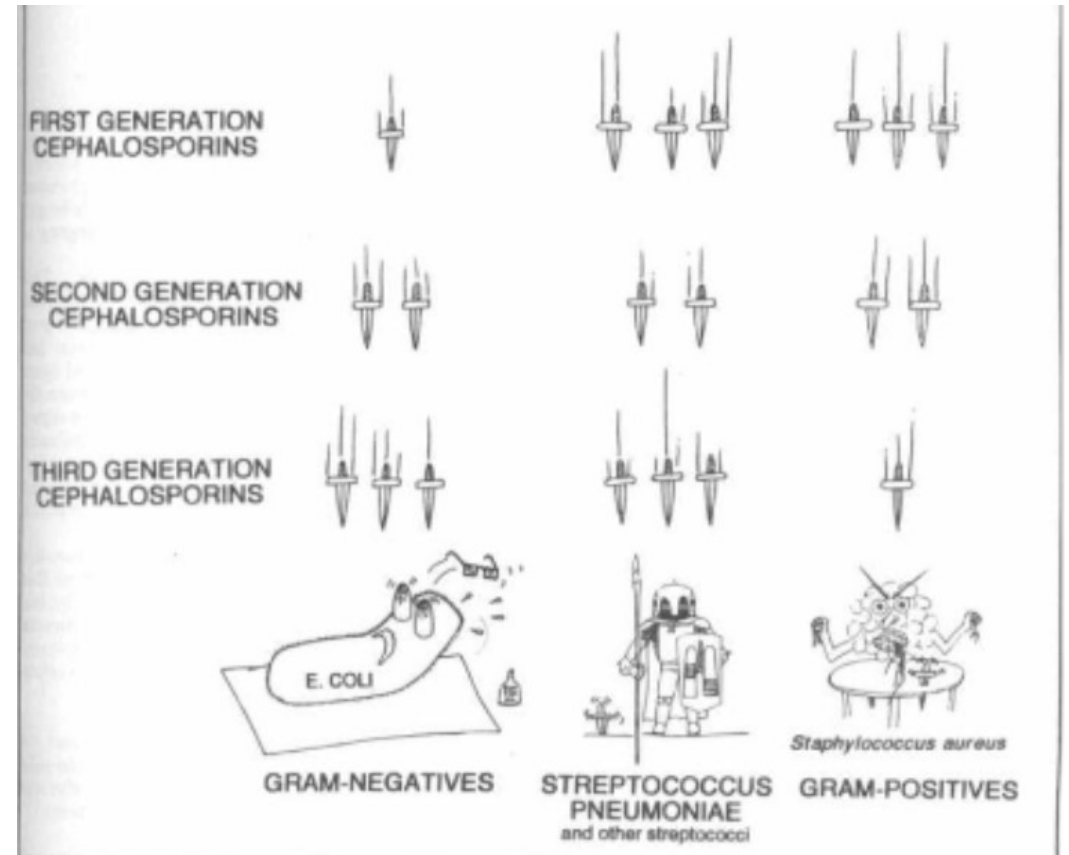 FIRST GENERATION
CEPHALOSPORINS
SECOND GENERATION
CEPHALOSPORINS
THIRD GENERATION
CEPHALOSPORINS
E. COLI
Staphylococcus aureus
GRAM-NEGATIVES
STREPTOCOCCUS
PNEUMONIAE
and other streptococci
GRAM-POSITIVES